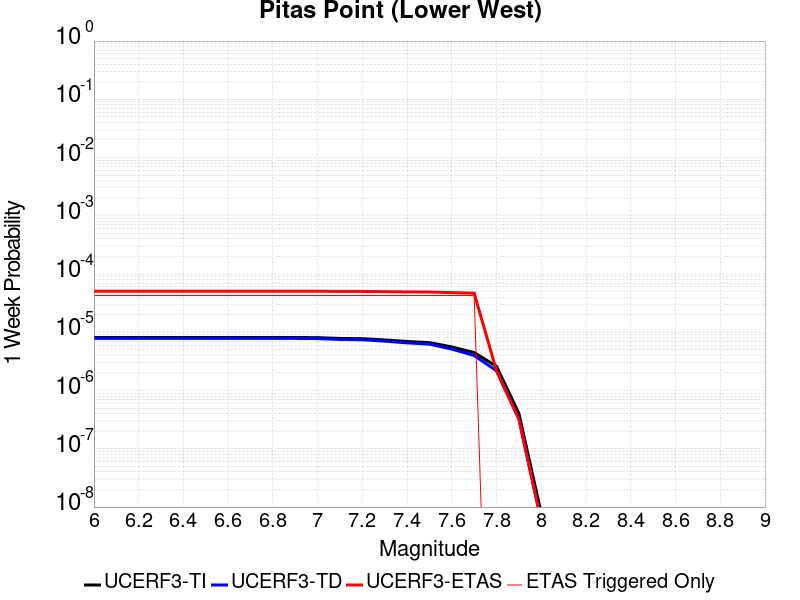 Pitas Point (Lower West)
10 0
10 -1
10 -2
10 -3
10 -4
10 -5
10 -6
10 -7
10 -8
1 Week Probability
6 6.2 6.4 6.6 6.8 7 7.2 7.4 7.6 7.8 8 8.2 8.4 8.6 8.8 9
Magnitude
UCERF3-TI UCERF3-TD UCERF3-ETAS ETAS Triggered Only